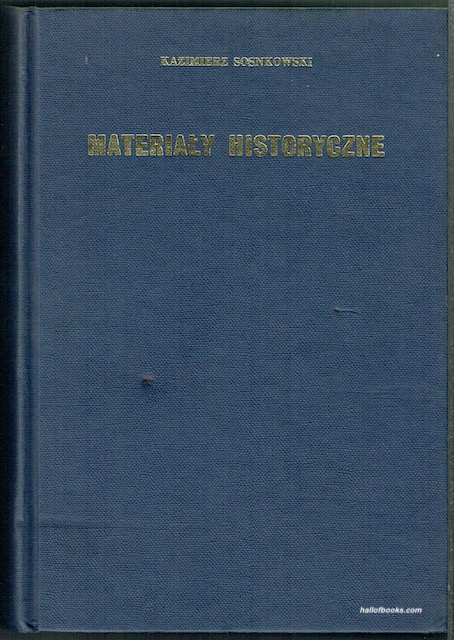 KAZIMIERZ SOSNKOWSKI
MATERIAŁY HISTORYCZNE
hallofbooks.com